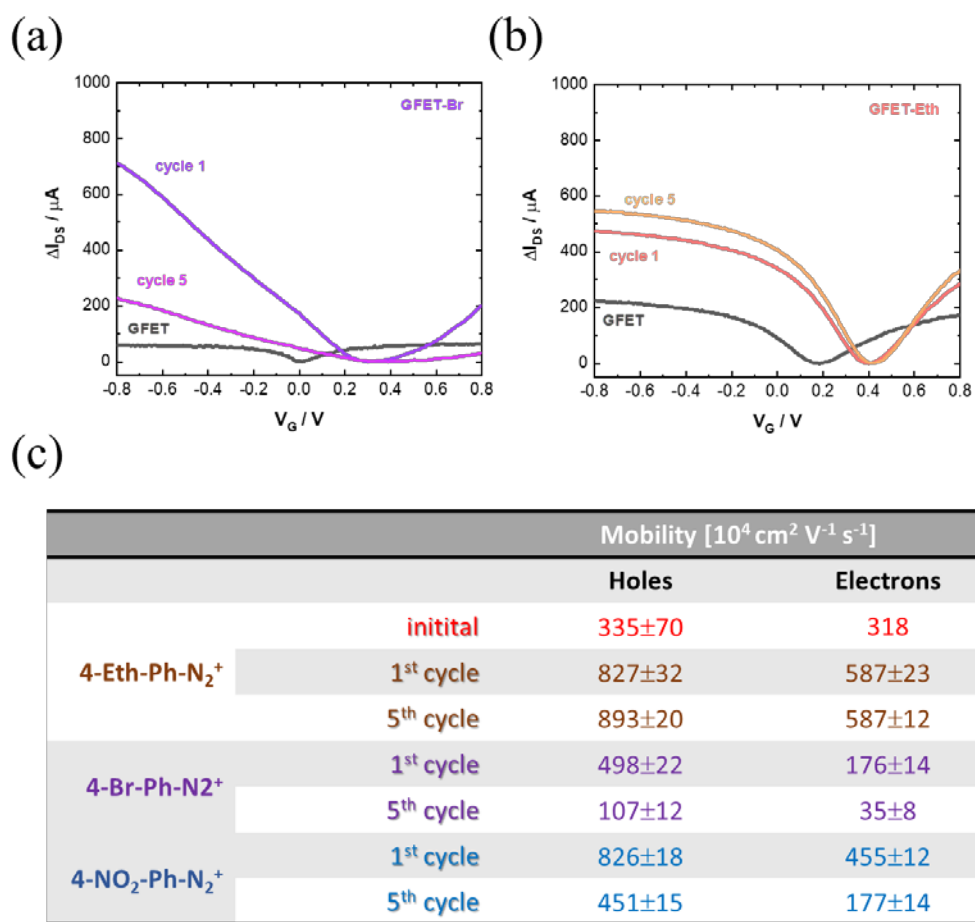 (a)
(b)
1000
800
600
400
200
0
ΔI_DS / μA
GFET-Br
cycle 1
cycle 5
GFET
-0.8 -0.6 -0.4 -0.2 0.0 0.2 0.4 0.6 0.8
V_G / V
1000
800
600
400
200
0
ΔI_DS / μA
GFET-Eth
cycle 5
cycle 1
GFET
-0.8 -0.6 -0.4 -0.2 0.0 0.2 0.4 0.6 0.8
V_G / V
(c)
Mobility [10⁴ cm² V⁻¹ s⁻¹]
Holes Electrons
initital 335±70 318
4-Eth-Ph-N₂⁺ 1ˢᵗ cycle 827±32 587±23
5ᵗʰ cycle 893±20 587±12
4-Br-Ph-N2⁺ 1ˢᵗ cycle 498±22 176±14
5ᵗʰ cycle 107±12 35±8
4-NO₂-Ph-N₂⁺ 1ˢᵗ cycle 826±18 455±12
5ᵗʰ cycle 451±15 177±14